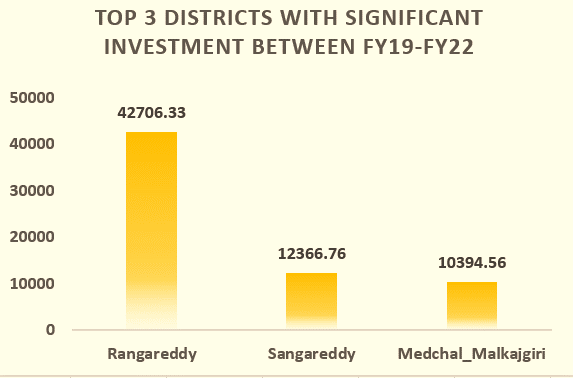 TOP 3 DISTRICTS WITH SIGNIFICANT
INVESTMENT BETWEEN FY19-FY22
50000
40000
30000
20000
10000
0
42706.33
12366.76
10394.56
Rangareddy
Sangareddy
Medchal_Malkajgiri